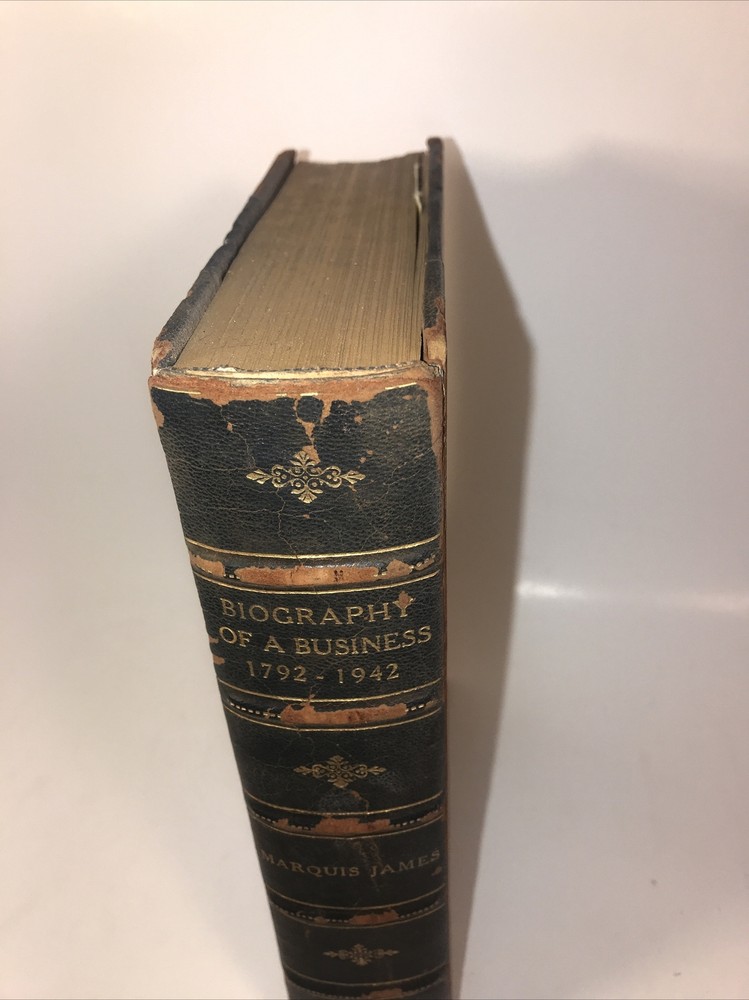 BIOGRAPHY
OF A BUSINESS
1792 - 1942
MARQUIS JAMES